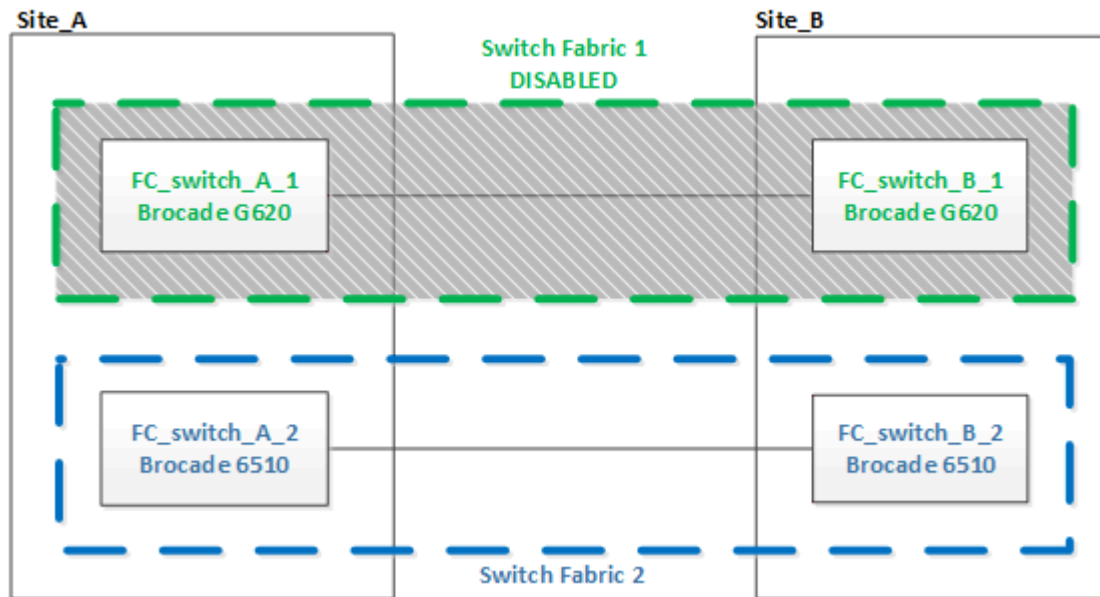 Site_A
Site_B
Switch Fabric 1
DISABLED
FC_switch_A_1
Brocade G620
FC_switch_B_1
Brocade G620
FC_switch_A_2
Brocade 6510
FC_switch_B_2
Brocade 6510
Switch Fabric 2